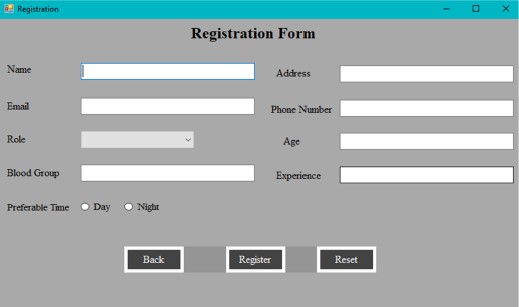 Registration
Registration Form
Name
Address
Email
Phone Number
Role
Age
Blood Group
Experience
Preferable Time Day Night
Back Register Reset